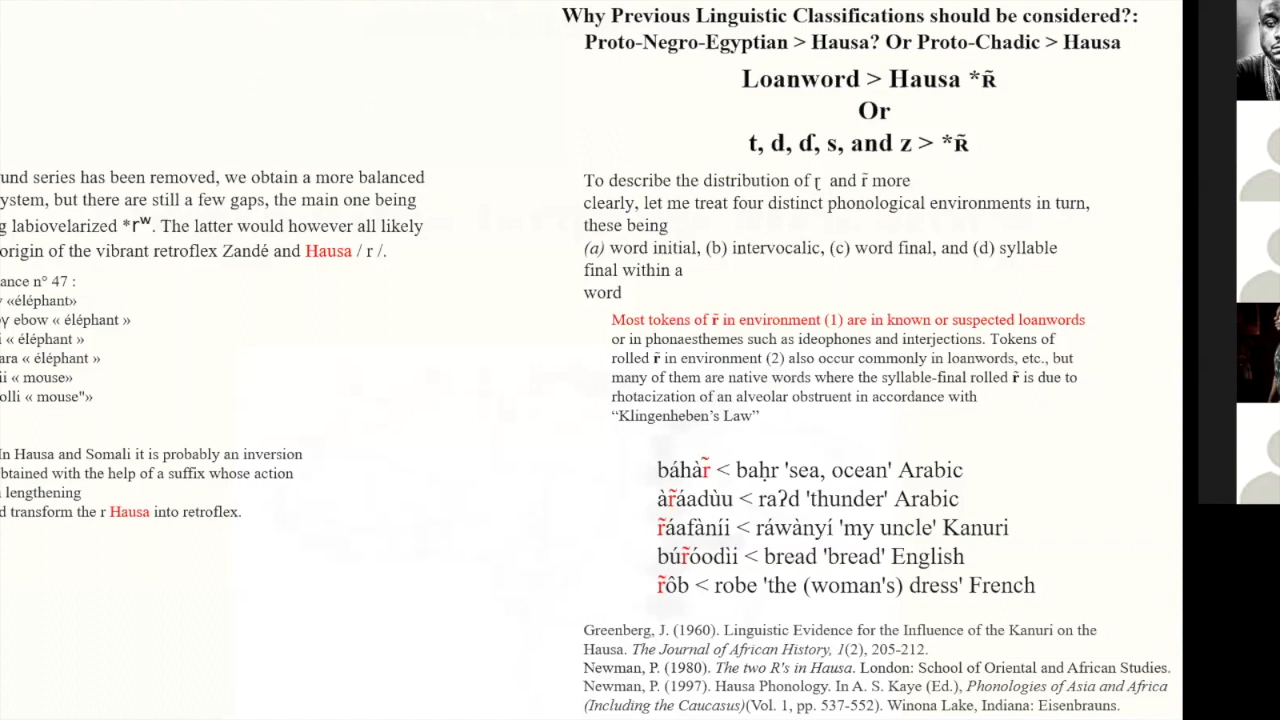 Why Previous Linguistic Classifications should be considered?:
Proto-Negro-Egyptian > Hausa? Or Proto-Chadic > Hausa
Loanword > Hausa *ʀ̃
Or
t, d, ɗ, s, and z > *ʀ̃
und series has been removed, we obtain a more balanced
ystem, but there are still a few gaps, the main one being
g labiovelarized *rʷ. The latter would however all likely
origin of the vibrant retroflex Zandé and Hausa / r /.
ance n° 47 :
«éléphant»
ebow « éléphant »
i « éléphant »
ara « éléphant »
ii « mouse»
olli « mouse"»
In Hausa and Somali it is probably an inversion
btained with the help of a suffix whose action
lengthening
d transform the r Hausa into retroflex.
To describe the distribution of ɽ and r̃ more
clearly, let me treat four distinct phonological environments in turn,
these being
(a) word initial, (b) intervocalic, (c) word final, and (d) syllable
final within a
word
Most tokens of r̃ in environment (1) are in known or suspected loanwords
or in phonaesthemes such as ideophones and interjections. Tokens of
rolled r̃ in environment (2) also occur commonly in loanwords, etc., but
many of them are native words where the syllable-final rolled r̃ is due to
rhotacization of an alveolar obstruent in accordance with
“Klingenheben’s Law”
báhàr̃ < baḥr 'sea, ocean' Arabic
àr̃áadùu < raʔd 'thunder' Arabic
r̃áafàníi < ráwànyí 'my uncle' Kanuri
búr̃óodìi < bread 'bread' English
r̃ôb < robe 'the (woman's) dress' French
Greenberg, J. (1960). Linguistic Evidence for the Influence of the Kanuri on the
Hausa. The Journal of African History, 1(2), 205-212.
Newman, P. (1980). The two R's in Hausa. London: School of Oriental and African Studies.
Newman, P. (1997). Hausa Phonology. In A. S. Kaye (Ed.), Phonologies of Asia and Africa
(Including the Caucasus)(Vol. 1, pp. 537-552). Winona Lake, Indiana: Eisenbrauns.